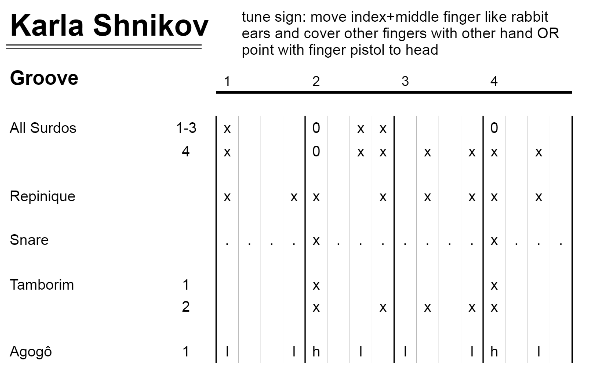 Karla Shnikov
tune sign: move index+middle finger like rabbit
ears and cover other fingers with other hand OR
point with finger pistol to head
Groove 1 2 3 4
All Surdos 1-3 x 0 x x 0
4 x 0 x x x x x x
Repinique x x x x x x x x
Snare . . . . x . . . . . . . x . . .
Tamborim 1 x x
2 x x x x x
Agogô 1 l l h l l l h l